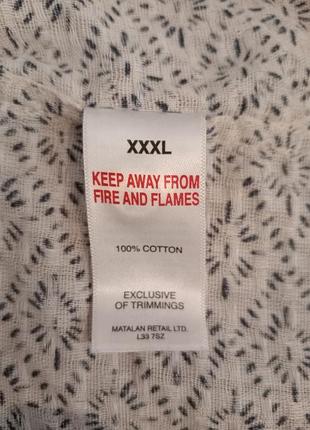 XXXL
KEEP AWAY FROM
FIRE AND FLAMES
100% COTTON
EXCLUSIVE
OF TRIMMINGS
MATALAN RETAIL LTD.
L33 7SZ